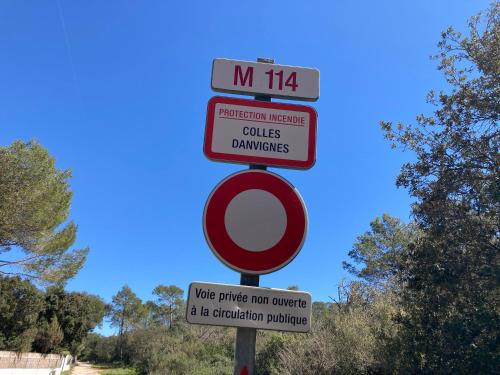 M 114
PROTECTION INCENDIE
COLLES
DANVIGNES
Voie privée non ouverte
à la circulation publique